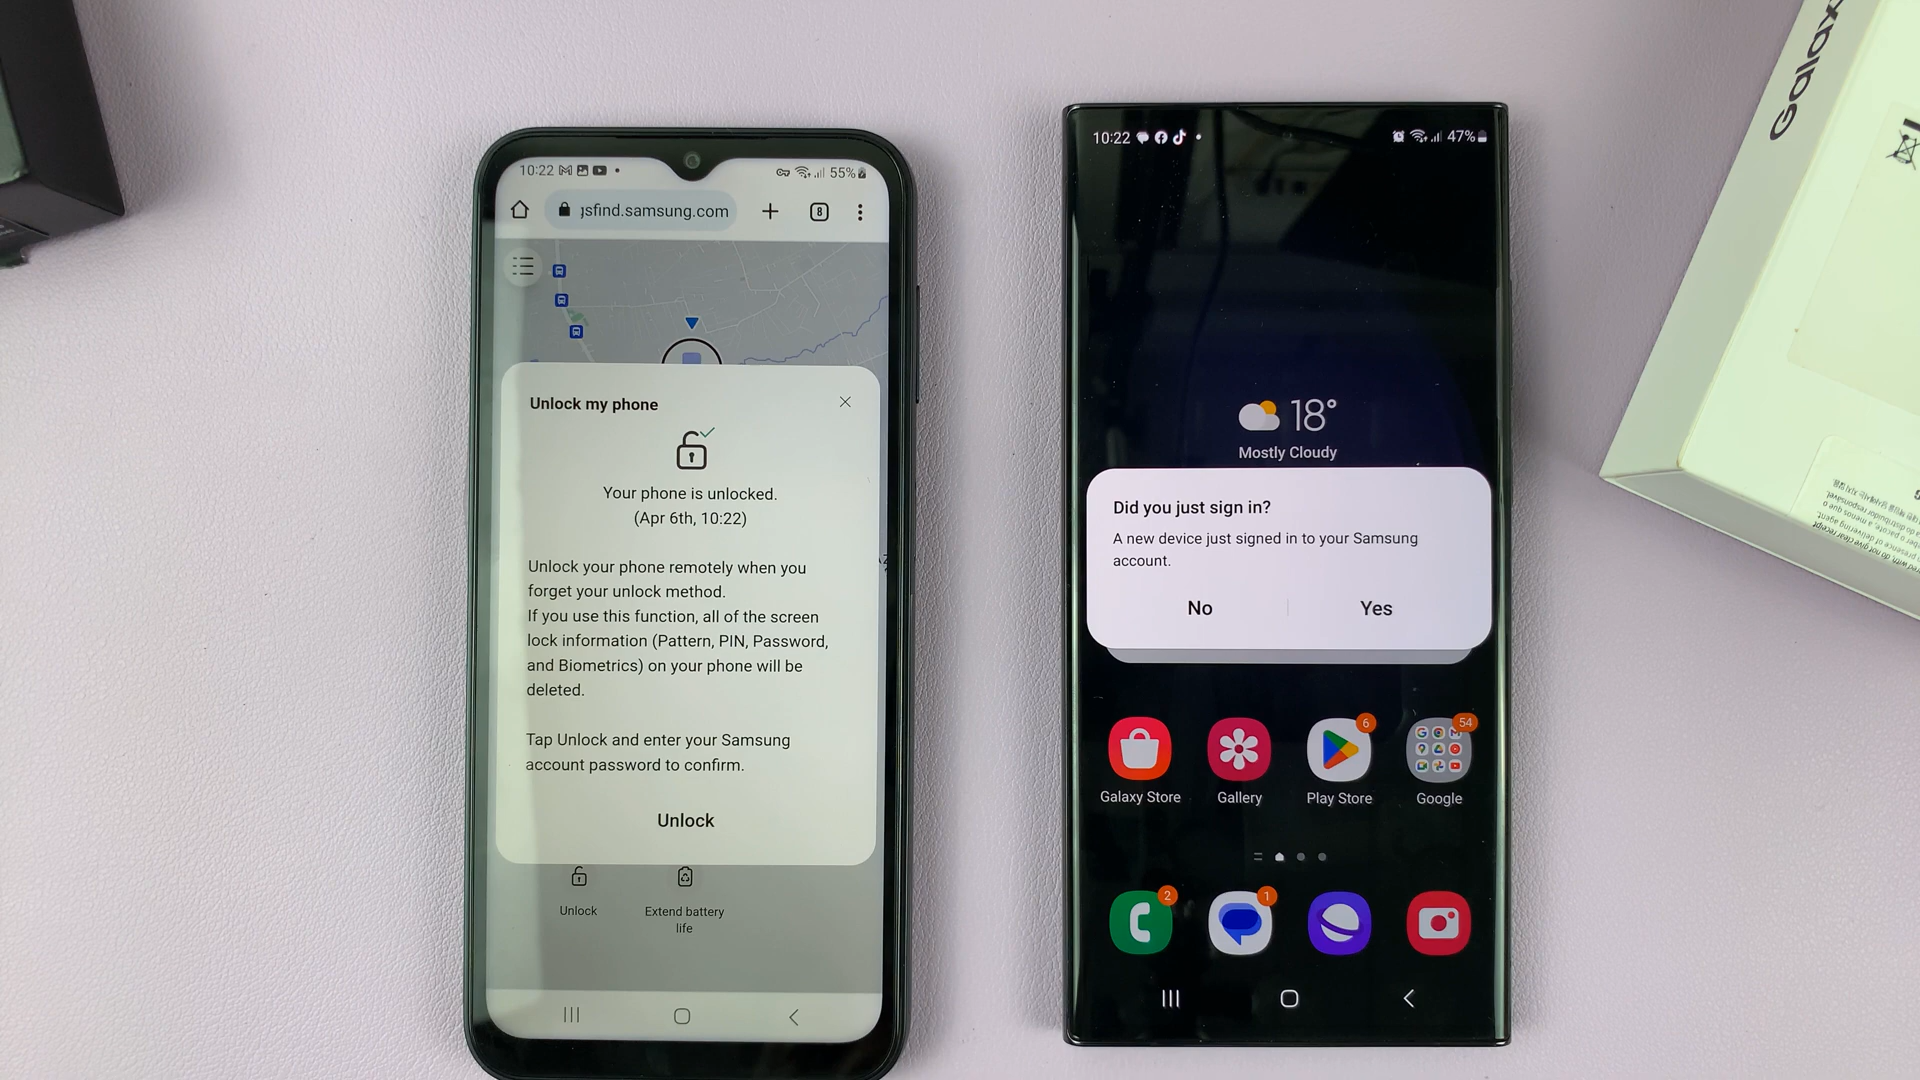 10:22
55%
gsfind.samsung.com
8
Unlock my phone
Your phone is unlocked.
(Apr 6th, 10:22)
Unlock your phone remotely when you
forget your unlock method.
If you use this function, all of the screen
lock information (Pattern, PIN, Password,
and Biometrics) on your phone will be
deleted.
Tap Unlock and enter your Samsung
account password to confirm.
Unlock
Unlock
Extend battery
life
10:22
47%
18°
Mostly Cloudy
Did you just sign in?
A new device just signed in to your Samsung
account.
No
Yes
6
54
Galaxy Store
Gallery
Play Store
Google
2
1
Galax